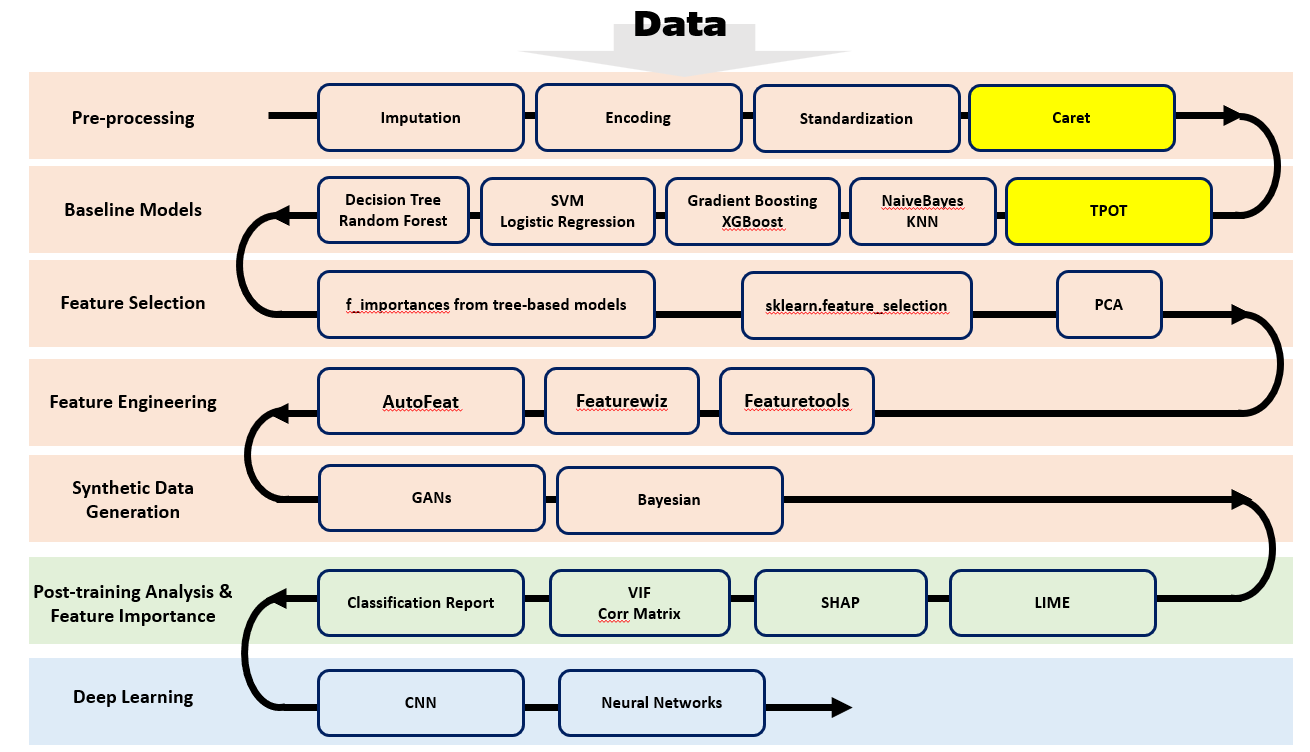 Data
Pre-processing
Imputation
Encoding
Standardization
Caret
Baseline Models
Decision Tree
Random Forest
SVM
Logistic Regression
Gradient Boosting
XGBoost
NaiveBayes
KNN
TPOT
Feature Selection
f_importances from tree-based models
sklearn.feature_selection
PCA
Feature Engineering
AutoFeat
Featurewiz
Featuretools
Synthetic Data
Generation
GANs
Bayesian
Post-training Analysis &
Feature Importance
Classification Report
VIF
Corr Matrix
SHAP
LIME
Deep Learning
CNN
Neural Networks